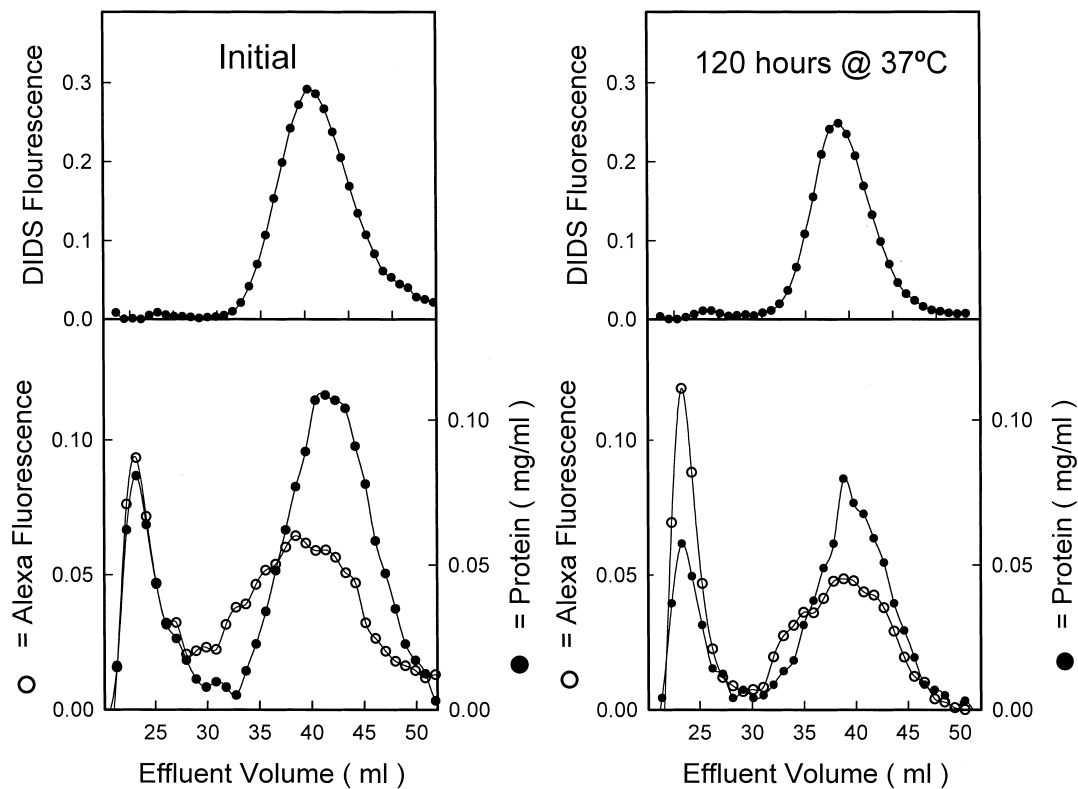 Initial
DIDS Flourescence
0.3
0.2
0.1
0.0
120 hours @ 37ºC
DIDS Fluorescence
0.3
0.2
0.1
0.0
= Alexa Fluorescence
0.10
0.05
0.00
0.10
0.05
0.00
= Protein ( mg/ml )
25 30 35 40 45 50
Effluent Volume ( ml )
= Alexa Fluorescence
0.10
0.05
0.00
0.10
0.05
0.00
= Protein ( mg/ml )
25 30 35 40 45 50
Effluent Volume ( ml )